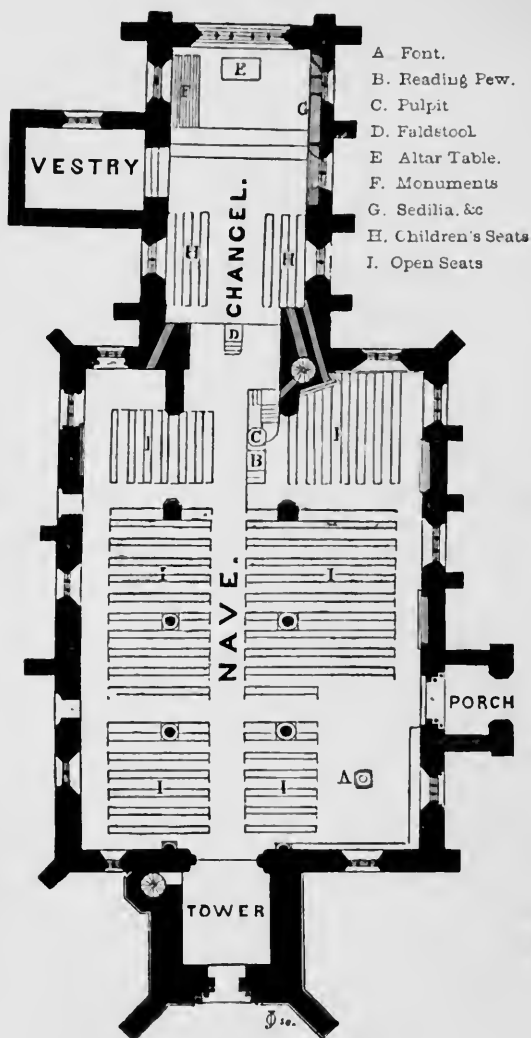 A Font.
B. Reading Pew.
C. Pulpit
D. Faldstool
E Altar Table.
F. Monuments
G. Sedilia. &c
H. Children's Seats
I. Open Seats
E
F
G
VESTRY
CHANCEL.
H
H
D
C
B
I
I
NAVE.
I
I
PORCH
I
I
A
TOWER